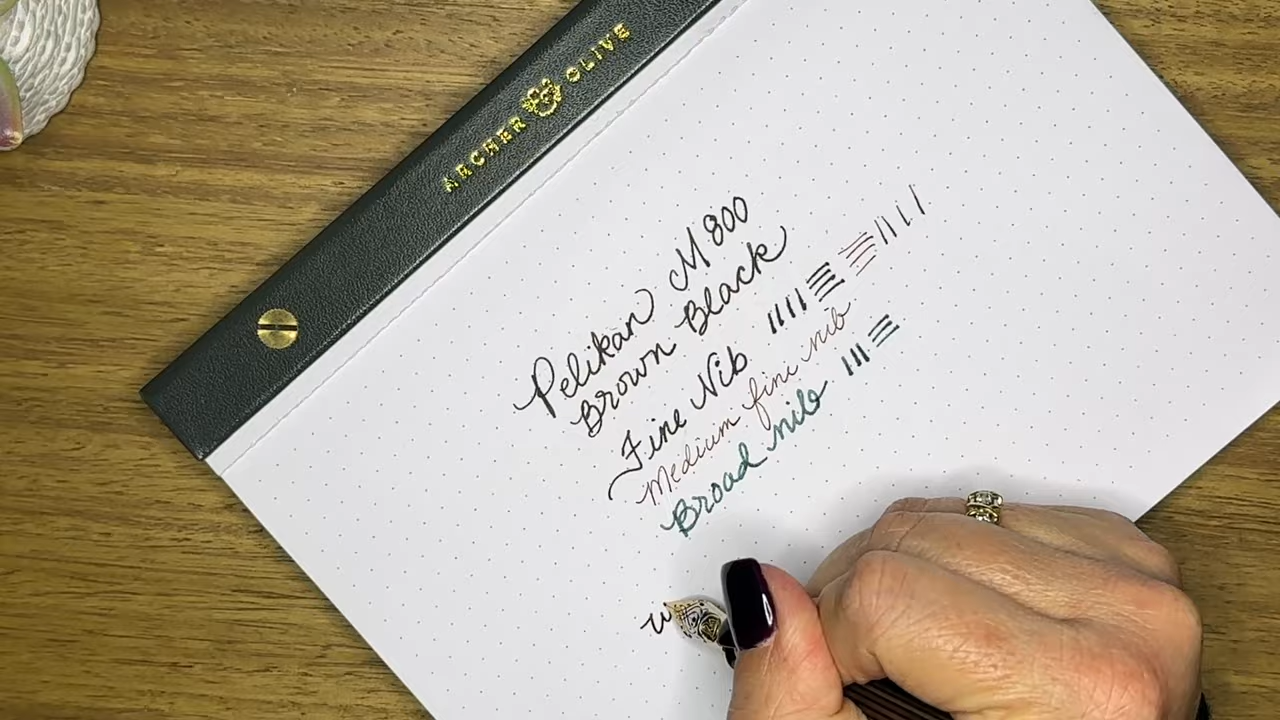 ARCHER OLIVE
Pelikan M800
Brown Black
Fine Nib
Medium fine nib
Broad nib